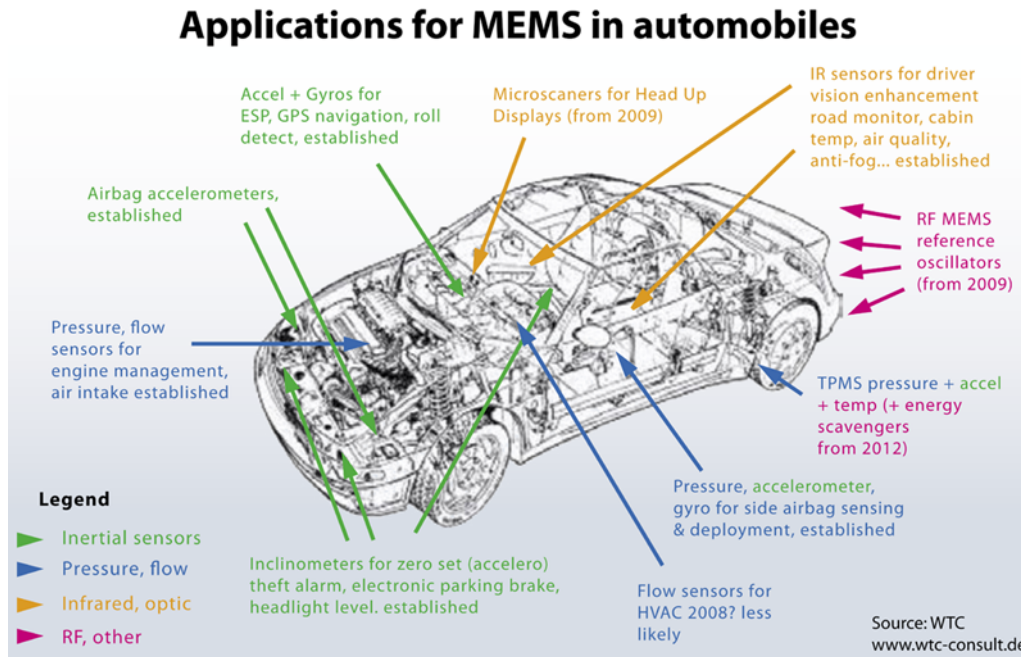 Applications for MEMS in automobiles
Accel + Gyros for
ESP, GPS navigation, roll
detect, established
Microscaners for Head Up
Displays (from 2009)
IR sensors for driver
vision enhancement
road monitor, cabin
temp, air quality,
anti-fog... established
Airbag accelerometers,
established
RF MEMS
reference
oscillators
(from 2009)
Pressure, flow
sensors for
engine management,
air intake established
TPMS pressure + accel
+ temp (+ energy
scavengers
from 2012)
Pressure, accelerometer,
gyro for side airbag sensing
& deployment, established
Legend
Inertial sensors
Pressure, flow
Infrared, optic
RF, other
Inclinometers for zero set (accelero)
theft alarm, electronic parking brake,
headlight level. established
Flow sensors for
HVAC 2008? less
likely
Source: WTC
www.wtc-consult.de